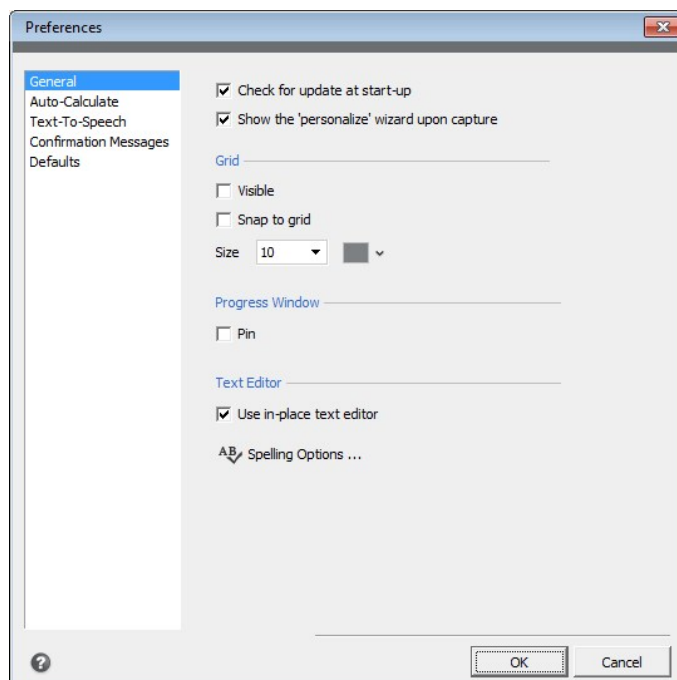 Preferences
General
Auto-Calculate
Text-To-Speech
Confirmation Messages
Defaults
Check for update at start-up
Show the 'personalize' wizard upon capture
Grid
Visible
Snap to grid
Size 10
Progress Window
Pin
Text Editor
Use in-place text editor
AB Spelling Options ...
?
OK Cancel